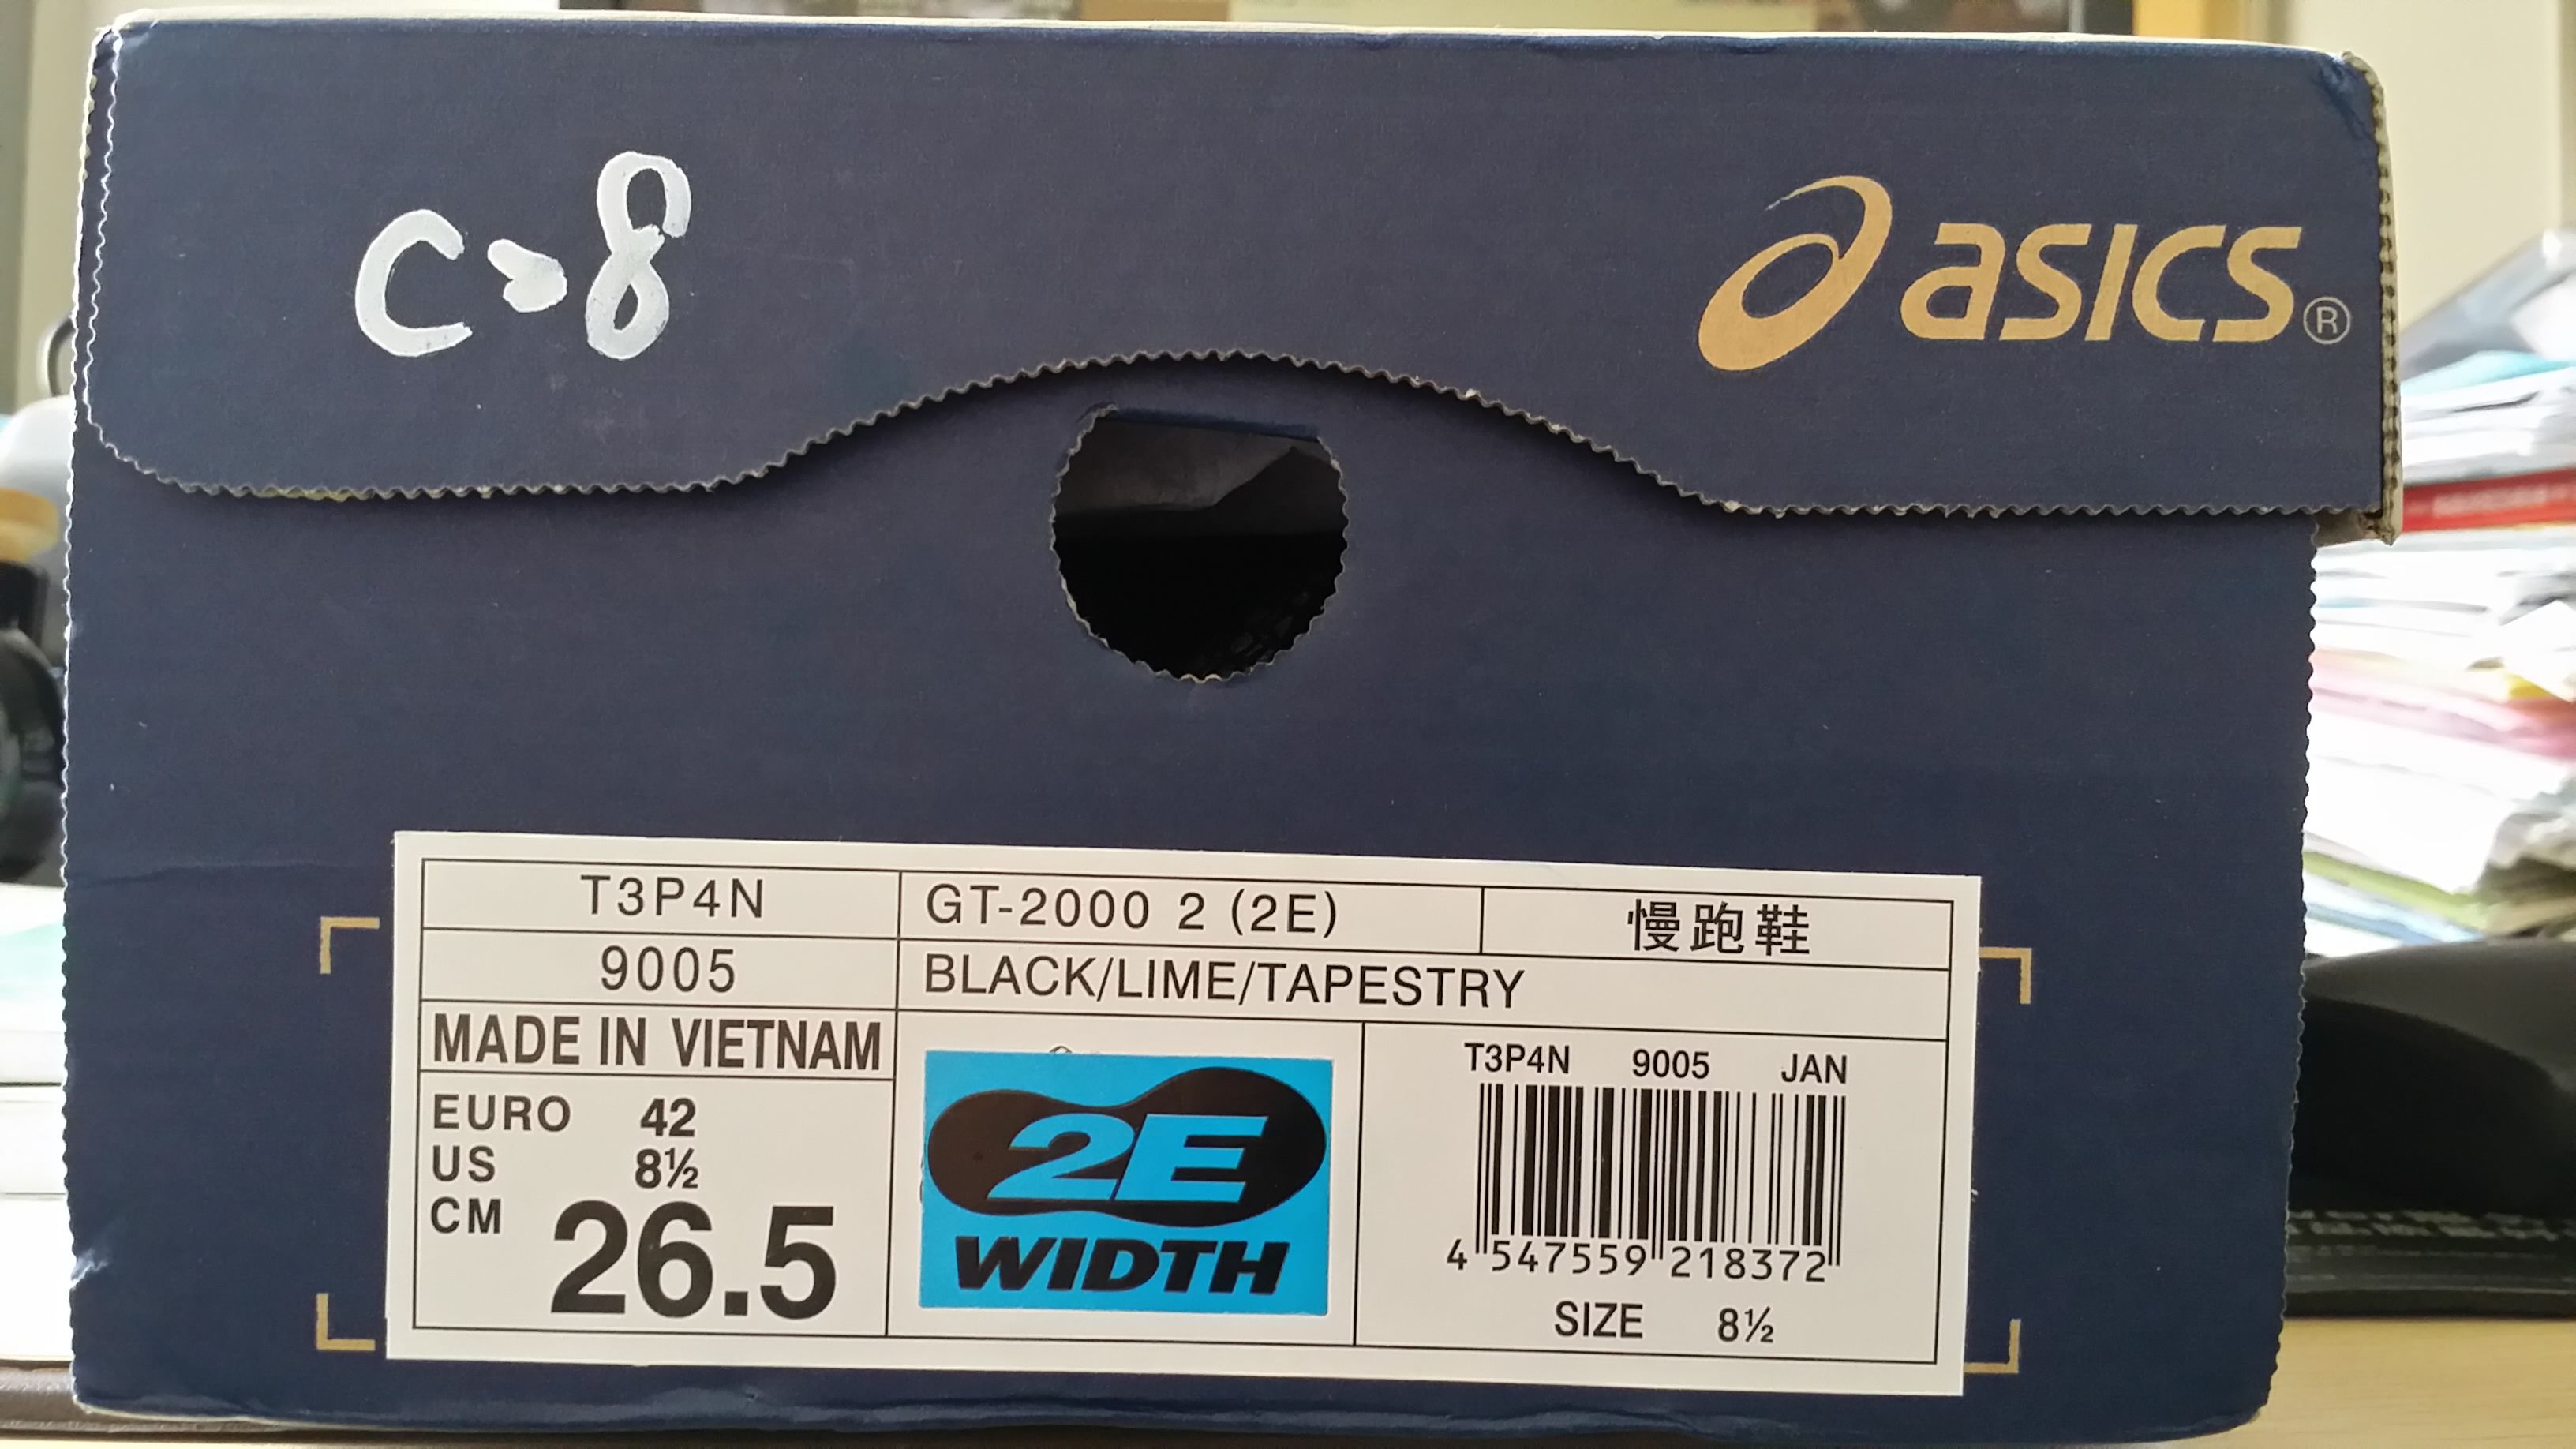 C>8
asics®
T3P4N
GT-2000 2 (2E)
慢跑鞋
9005
BLACK/LIME/TAPESTRY
MADE IN VIETNAM
EURO 42
US 8½
CM 26.5
2E
WIDTH
T3P4N 9005 JAN
4 547559 218372
SIZE 8½